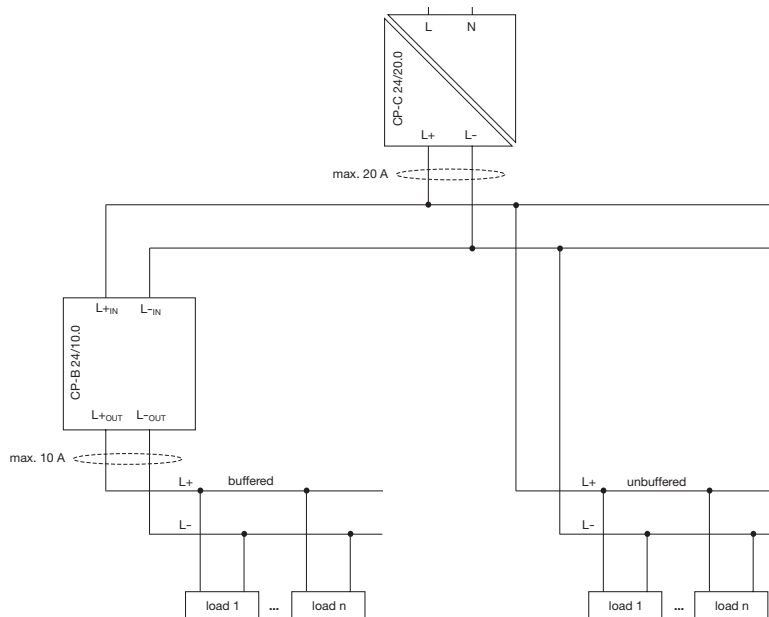 L N
CP-C 24/20.0
L+ L-
max. 20 A
L+IN L-IN
CP-B 24/10.0
L+OUT L-OUT
max. 10 A
L+ buffered
L-
load 1 ... load n
L+ unbuffered
L-
load 1 ... load n